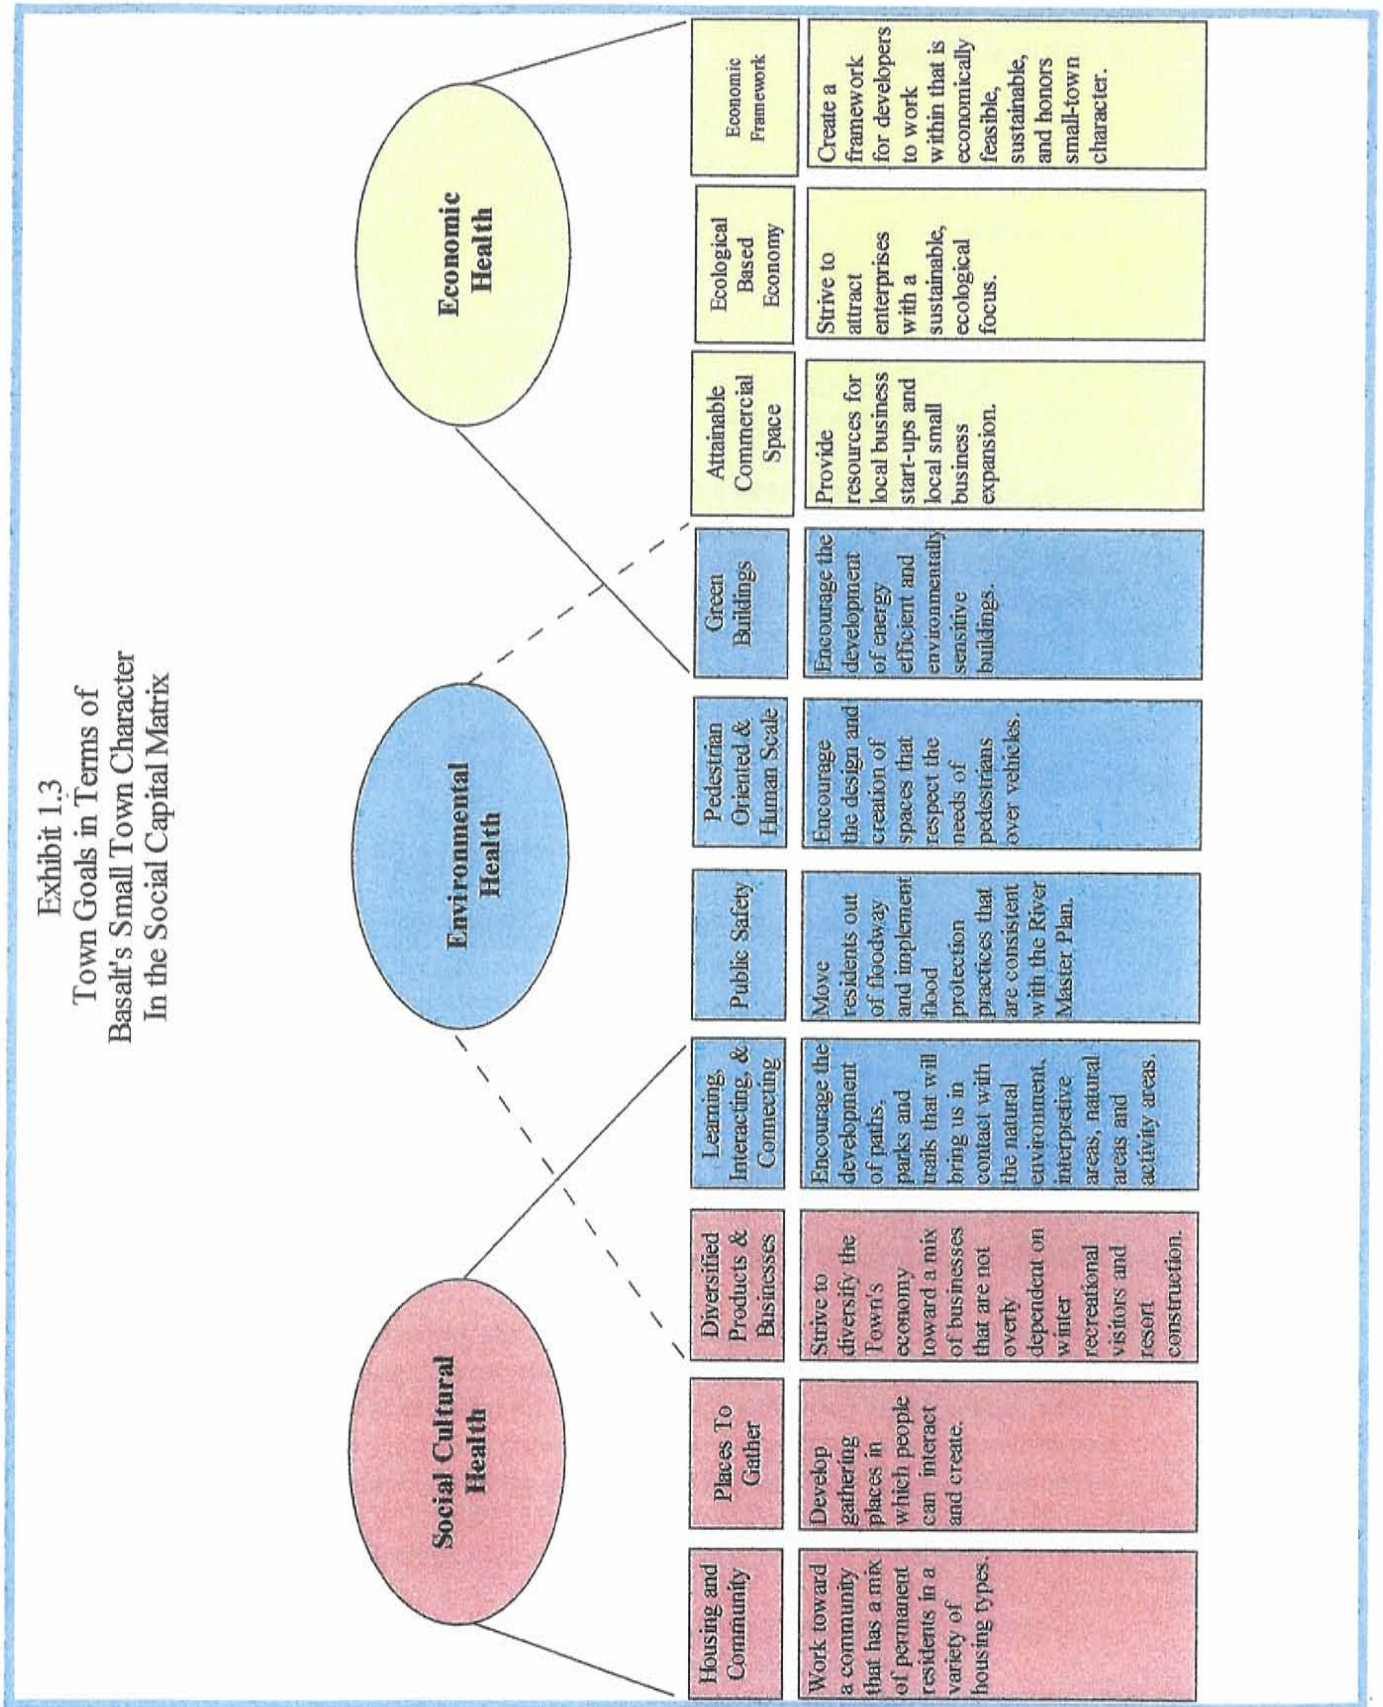 Exhibit 1.3
Town Goals in Terms of
Basalt's Small Town Character
In the Social Capital Matrix
Social Cultural
Health
Environmental
Health
Economic
Health
Housing and
Community
Work toward
a community
that has a mix
of permanent
residents in a
variety of
housing types.
Places To
Gather
Develop
gathering
places in
which people
can interact
and create.
Diversified
Products &
Businesses
Strive to
diversify the
Town's
economy
toward a mix
of businesses
that are not
overly
dependent on
winter
recreational
visitors and
resort
construction.
Learning,
Interacting, &
Connecting
Encourage the
development
of paths,
parks and
trails that will
bring us in
contact with
the natural
environment,
interpretive
areas, natural
areas and
activity areas.
Public Safety
Move
residents out
of floodway
and implement
flood
protection
practices that
are consistent
with the River
Master Plan.
Pedestrian
Oriented &
Human Scale
Encourage
the design and
creation of
spaces that
respect the
needs of
pedestrians
over vehicles.
Green
Buildings
Encourage the
development
of energy
efficient and
environmentally
sensitive
buildings.
Attainable
Commercial
Space
Provide
resources for
local business
start-ups and
local small
business
expansion.
Ecological
Based
Economy
Strive to
attract
enterprises
with a
sustainable,
ecological
focus.
Economic
Framework
Create a
framework
for developers
to work
within that is
economically
feasible,
sustainable,
and honors
small-town
character.